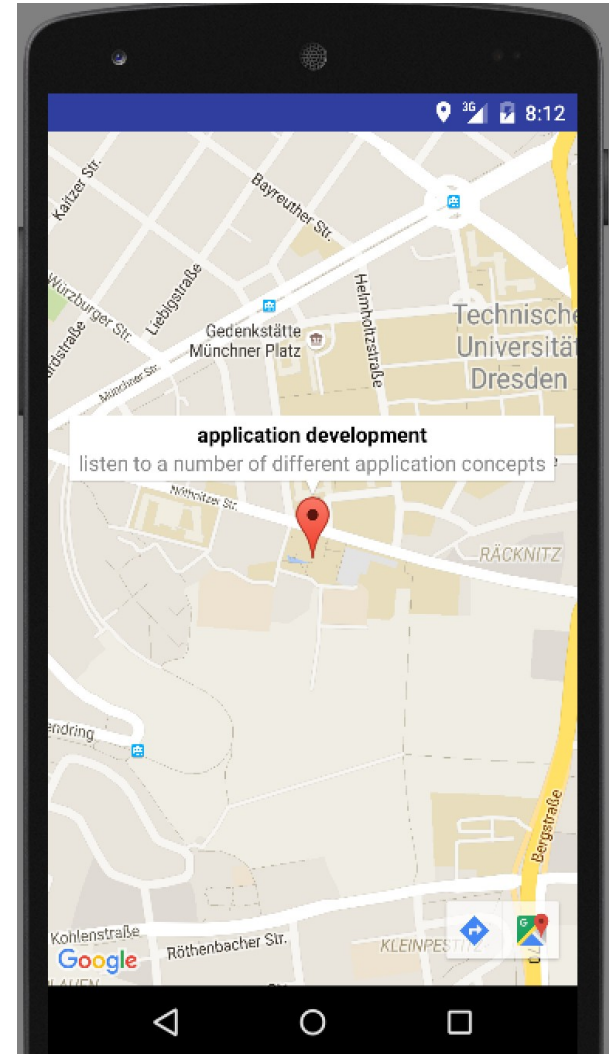 3G 8:12
Kaitzer Str.
Bayreuther Str.
Würzburger Str.
Liebigstraße
Helmholtzstraße
Gedenkstätte
Münchner Platz
Technische
Universität
Dresden
Münchner Str.
application development
listen to a number of different application concepts
Nöthnitzer Str.
RÄCKNITZ
endring
Bergstraße
Kohlenstraße
Röthenbacher Str.
KLEINPESTITZ
Google